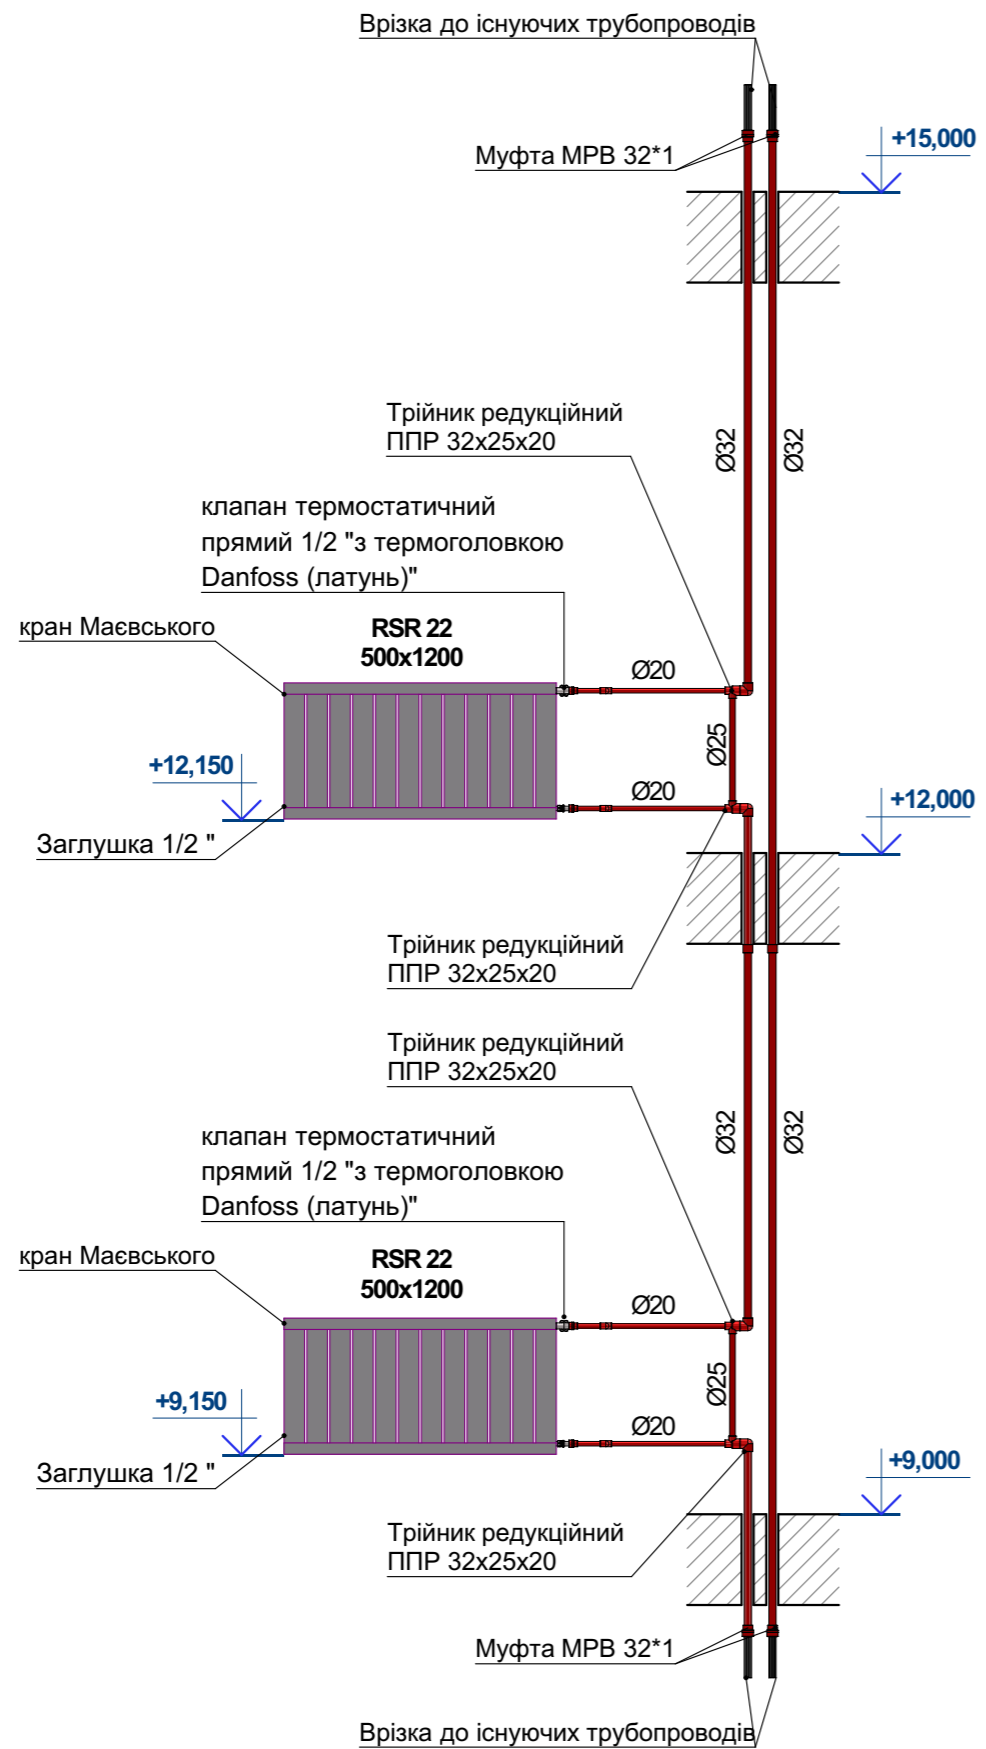 Врізка до існуючих трубопроводів
+15,000
Муфта МРВ 32*1
Трійник редукційний
ППР 32х25х20
Ø32
Ø32
клапан термостатичний
прямий 1/2 "з термоголовкою
Danfoss (латунь)"
кран Маєвського
RSR 22
500x1200
Ø20
Ø25
+12,150
Ø20
+12,000
Заглушка 1/2 "
Трійник редукційний
ППР 32х25х20
Трійник редукційний
ППР 32х25х20
Ø32
Ø32
клапан термостатичний
прямий 1/2 "з термоголовкою
Danfoss (латунь)"
кран Маєвського
RSR 22
500x1200
Ø20
Ø25
+9,150
Ø20
+9,000
Заглушка 1/2 "
Трійник редукційний
ППР 32х25х20
Муфта МРВ 32*1
Врізка до існуючих трубопроводів